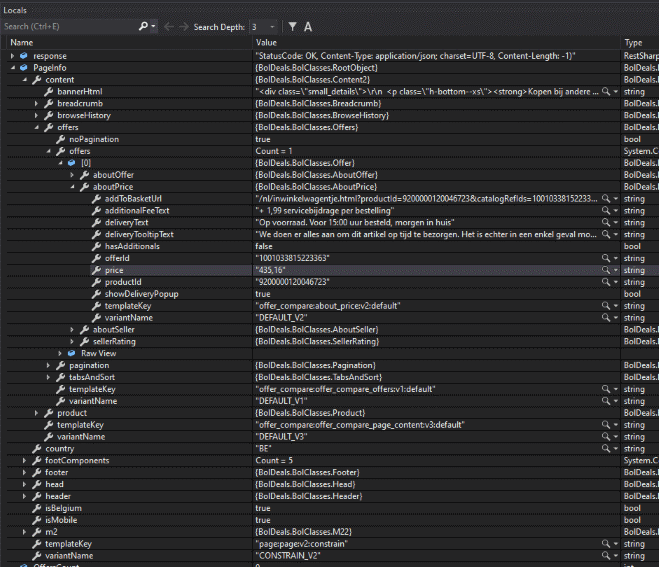 Locals
Search (Ctrl+E) Search Depth: 3 A
Name Value Type
response "StatusCode: OK, Content-Type: application/json; charset=UTF-8, Content-Length: -1)" RestSharp
PageInfo {BolDeals.BolClasses.RootObject} BolDeals.B
content {BolDeals.BolClasses.Content2} BolDeals.B
bannerHtml "<div class=\"small_details\">\r\n <p class=\"h-bottom--xs\"><strong>Kopen bij andere ... string
breadcrumb {BolDeals.BolClasses.Breadcrumb} BolDeals.B
browseHistory {BolDeals.BolClasses.BrowseHistory} BolDeals.B
offers {BolDeals.BolClasses.Offers} BolDeals.B
noPagination true bool
offers Count = 1 System.C
[0] {BolDeals.BolClasses.Offer} BolDeals.B
aboutOffer {BolDeals.BolClasses.AboutOffer} BolDeals.B
aboutPrice {BolDeals.BolClasses.AboutPrice} BolDeals.B
addToBasketUrl "/nl/inwinkelwagentje.html?productId=9200000120046723&catalogRefIds=10010338152233... string
additionalFeeText "+ 1,99 servicebijdrage per bestelling" string
deliveryText "Op voorraad. Voor 15:00 uur besteld, morgen in huis" string
deliveryTooltipText "We doen er alles aan om dit artikel op tijd te bezorgen. Het is echter in een enkel geval mo... string
hasAdditionals false bool
offerId "1001033815223363" string
price "435,16" string
productId "9200000120046723" string
showDeliveryPopup true bool
templateKey "offer_compare:about_price:v2:default" string
variantName "DEFAULT_V2" string
aboutSeller {BolDeals.BolClasses.AboutSeller} BolDeals.B
sellerRating {BolDeals.BolClasses.SellerRating} BolDeals.B
Raw View
pagination {BolDeals.BolClasses.Pagination} BolDeals.B
tabsAndSort {BolDeals.BolClasses.TabsAndSort} BolDeals.B
templateKey "offer_compare:offer_compare_offers:v1:default" string
variantName "DEFAULT_V1" string
product {BolDeals.BolClasses.Product} BolDeals.B
templateKey "offer_compare:offer_compare_page_content:v3:default" string
variantName "DEFAULT_V3" string
country "BE" string
footComponents Count = 5 System.C
footer {BolDeals.BolClasses.Footer} BolDeals.B
head {BolDeals.BolClasses.Head} BolDeals.B
header {BolDeals.BolClasses.Header} BolDeals.B
isBelgium true bool
isMobile true bool
m2 {BolDeals.BolClasses.M22} BolDeals.B
templateKey "page:page:v2:constrain" string
variantName "CONSTRAIN_V2" string